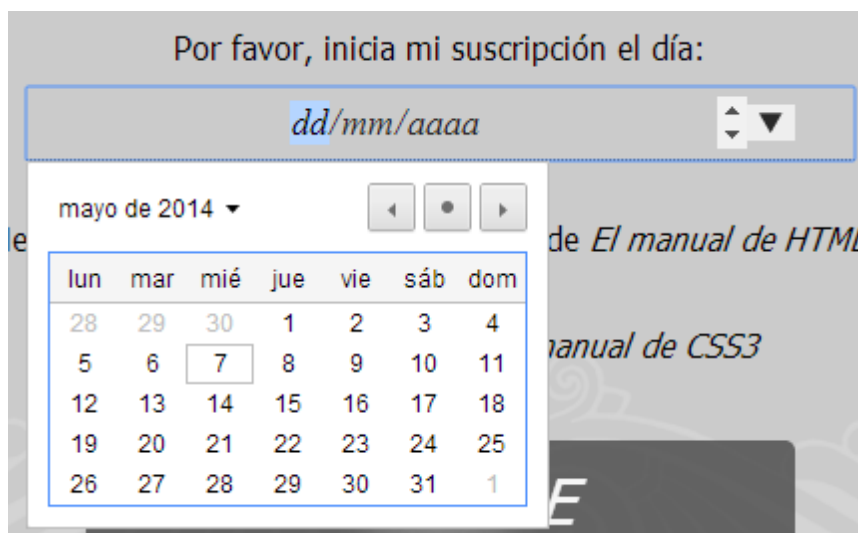 Por favor, inicia mi suscripción el día:
dd/mm/aaaa
mayo de 2014
de El manual de HTML
lun mar mié jue vie sáb dom
28 29 30 1 2 3 4
manual de CSS3
5 6 7 8 9 10 11
12 13 14 15 16 17 18
19 20 21 22 23 24 25
26 27 28 29 30 31 1
E